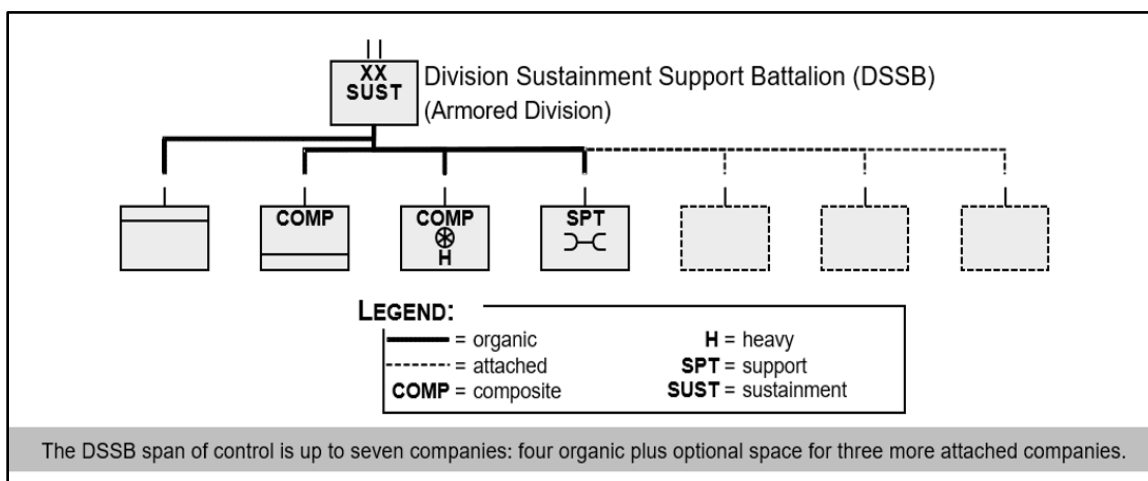 XX
SUST
Division Sustainment Support Battalion (DSSB)
(Armored Division)
COMP
COMP
H
SPT
LEGEND:
= organic
= attached
COMP = composite
H = heavy
SPT = support
SUST = sustainment
The DSSB span of control is up to seven companies: four organic plus optional space for three more attached companies.